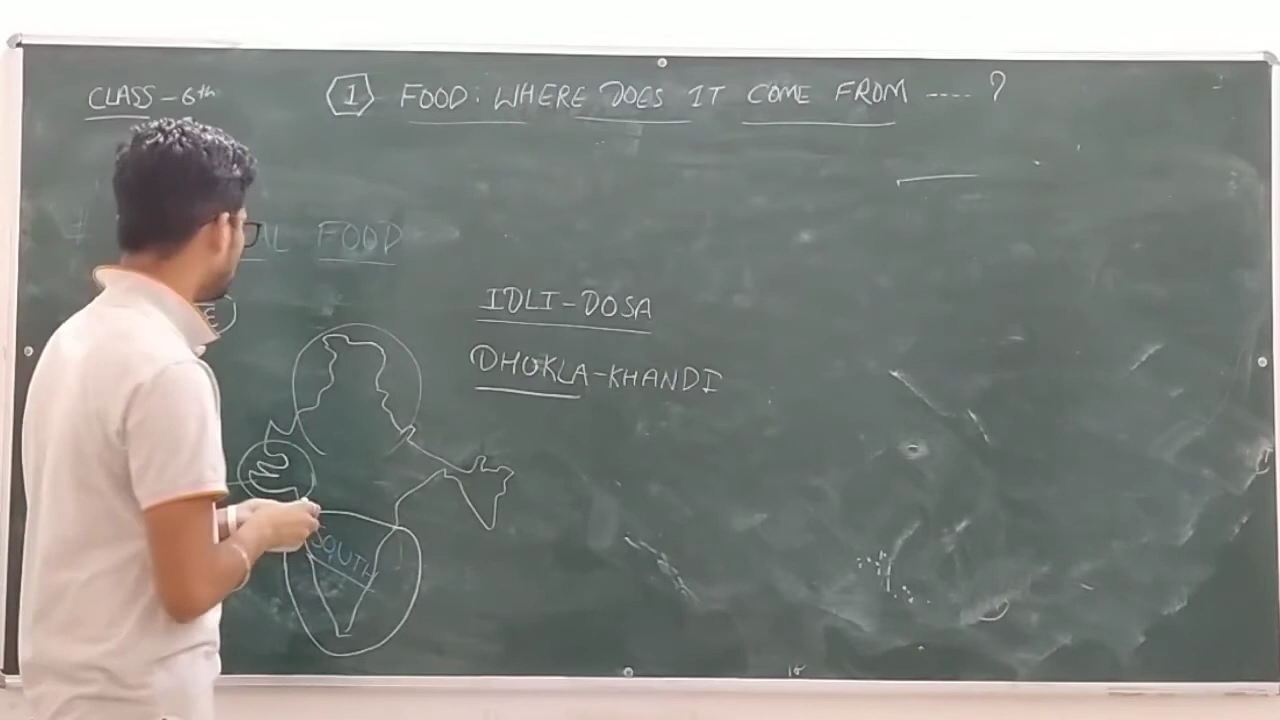 CLASS-6th
1 FOOD: WHERE DOES IT COME FROM ---- ?
FOOD
IDLI-DOSA
DHOKLA-KHANDI
SOUTH